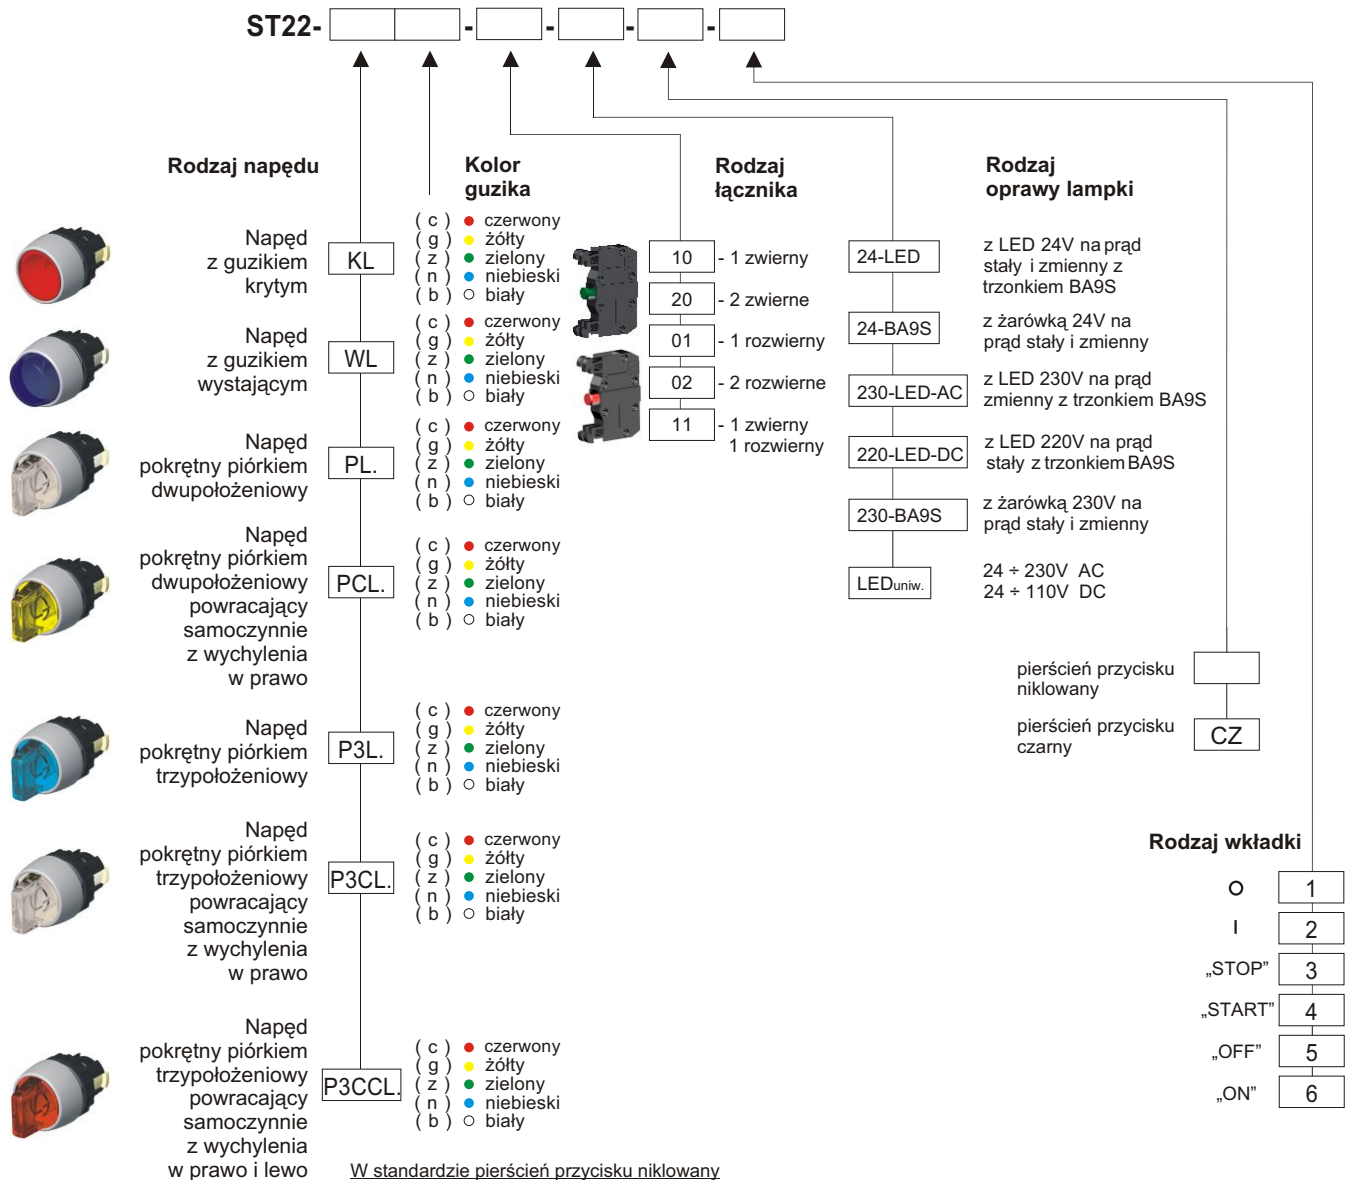 ST22- - - - -
Rodzaj napędu
Kolor
guzika
Rodzaj
łącznika
Rodzaj
oprawy lampki
Napęd
z guzikiem
krytym
KL
( c ) czerwony
( g ) żółty
( z ) zielony
( n ) niebieski
( b ) biały
Napęd
z guzikiem
wystającym
WL
( c ) czerwony
( g ) żółty
( z ) zielony
( n ) niebieski
( b ) biały
Napęd
pokrętny piórkiem
dwupołożeniowy
PL.
( c ) czerwony
( g ) żółty
( z ) zielony
( n ) niebieski
( b ) biały
Napęd
pokrętny piórkiem
dwupołożeniowy
powracający
samoczynnie
z wychylenia
w prawo
PCL.
( c ) czerwony
( g ) żółty
( z ) zielony
( n ) niebieski
( b ) biały
Napęd
pokrętny piórkiem
trzypołożeniowy
P3L.
( c ) czerwony
( g ) żółty
( z ) zielony
( n ) niebieski
( b ) biały
Napęd
pokrętny piórkiem
trzypołożeniowy
powracający
samoczynnie
z wychylenia
w prawo
P3CL.
( c ) czerwony
( g ) żółty
( z ) zielony
( n ) niebieski
( b ) biały
Napęd
pokrętny piórkiem
trzypołożeniowy
powracający
samoczynnie
z wychylenia
w prawo i lewo
P3CCL.
( c ) czerwony
( g ) żółty
( z ) zielony
( n ) niebieski
( b ) biały
10 - 1 zwierny
20 - 2 zwierne
01 - 1 rozwierny
02 - 2 rozwierne
11 - 1 zwierny
1 rozwierny
24-LED
z LED 24V na prąd
stały i zmienny z
trzonkiem BA9S
24-BA9S
z żarówką 24V na
prąd stały i zmienny
230-LED-AC
z LED 230V na prąd
zmienny z trzonkiem BA9S
220-LED-DC
z LED 220V na prąd
stały z trzonkiem BA9S
230-BA9S
z żarówką 230V na
prąd stały i zmienny
LEDuniw.
24 ÷ 230V AC
24 ÷ 110V DC
pierścień przycisku
niklowany
pierścień przycisku
czarny
CZ
Rodzaj wkładki
O 1
I 2
„STOP” 3
„START” 4
„OFF” 5
„ON” 6
W standardzie pierścień przycisku niklowany